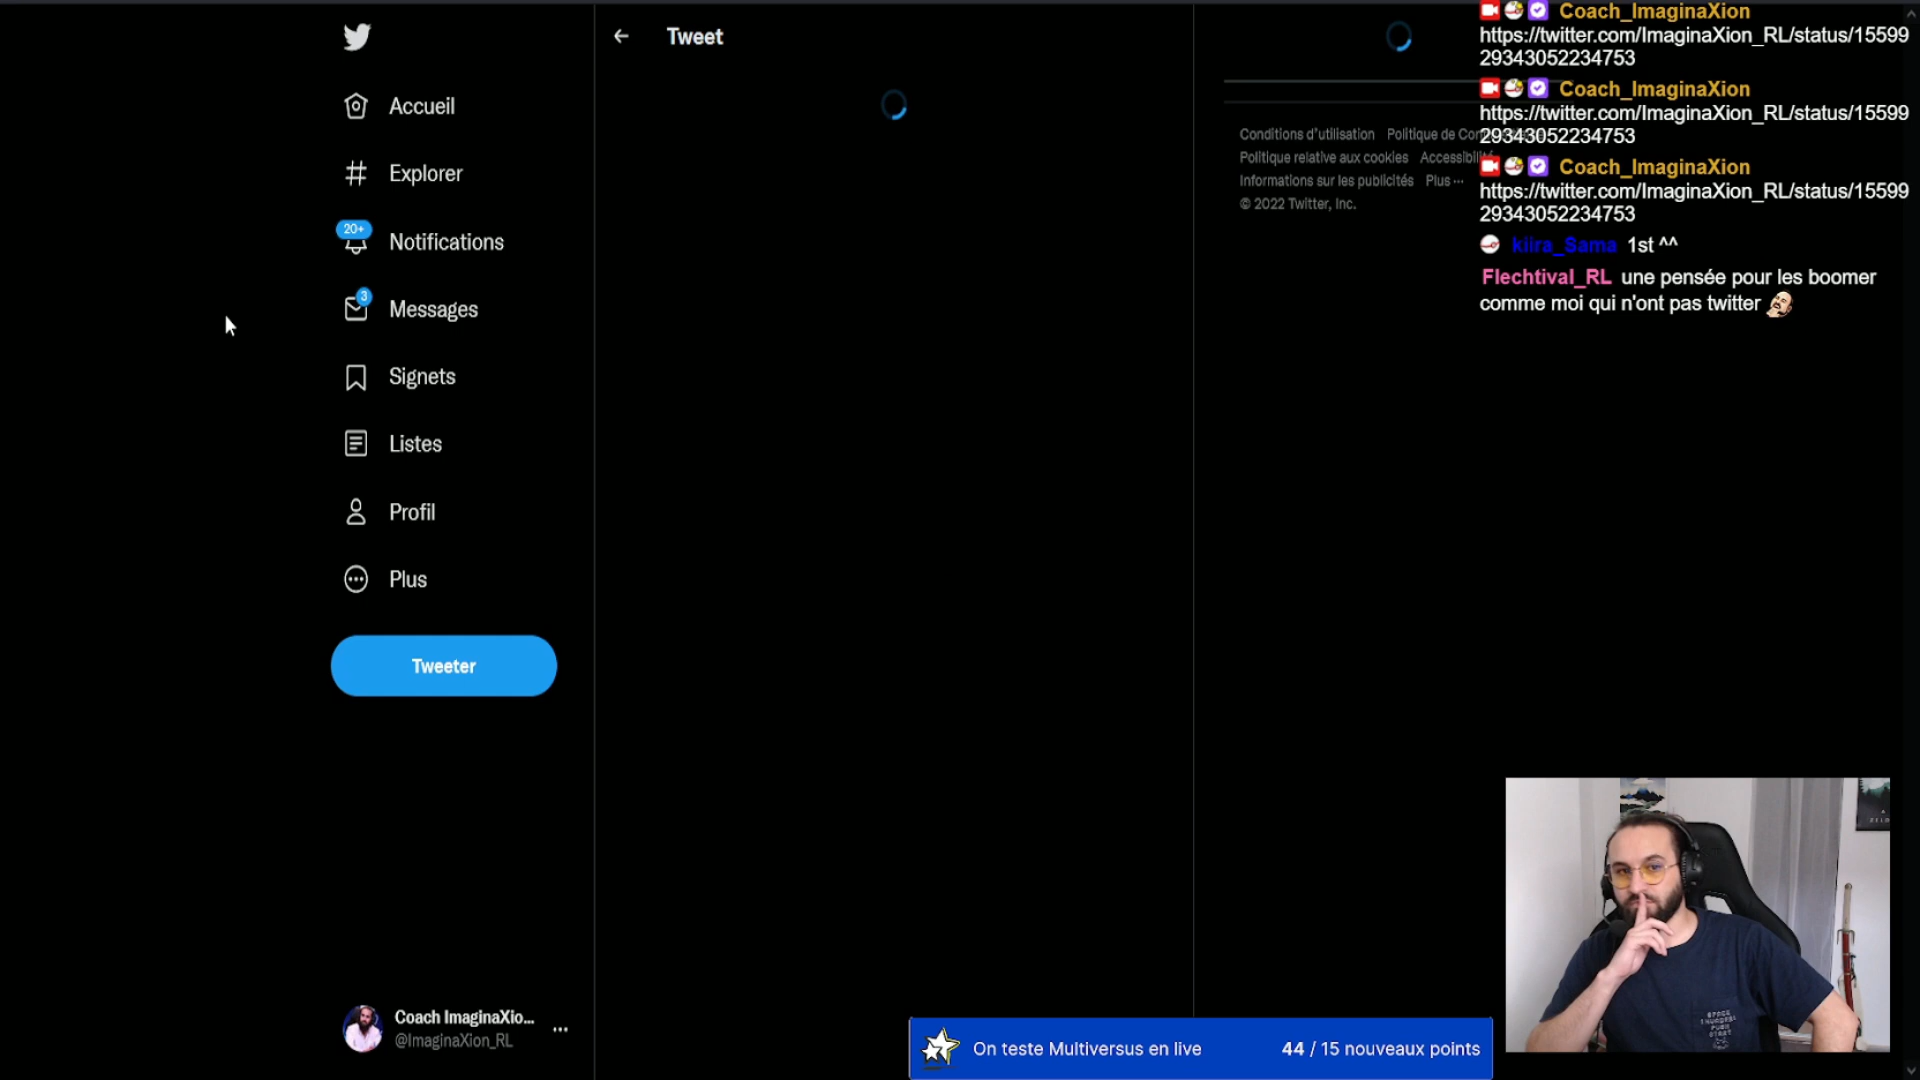 Accueil
Explorer
20+
Notifications
3
Messages
Signets
Listes
Profil
Plus
Tweeter
Coach ImaginaXio...
@ImaginaXion_RL
Tweet
Conditions d'utilisation Politique de
Politique relative aux cookies
Informations sur les publicités Plus
© 2022 Twitter, Inc.
Coach_ImaginaXion
https://twitter.com/ImaginaXion_RL/status/15599
29343052234753
Coach_ImaginaXion
https://twitter.com/ImaginaXion_RL/status/15599
29343052234753
Coach_ImaginaXion
https://twitter.com/ImaginaXion_RL/status/15599
29343052234753
kiira_Sama 1st ^^
Flechtival_RL une pensée pour les boomer
comme moi qui n'ont pas twitter
On teste Multiversus en live
44 / 15 nouveaux points